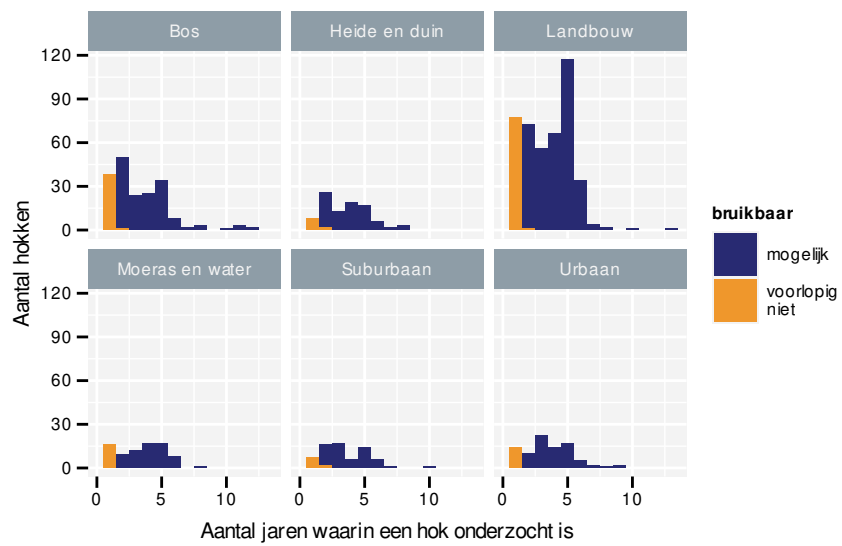 Bos Heide en duin Landbouw
120
90
60
30
0
Moeras en water Suburbaan Urbaan
120
90
60
30
0
0 5 10 0 5 10 0 5 10
Aantal jaren waarin een hok onderzocht is
Aantal hokken
bruikbaar
mogelijk
voorlopig
niet